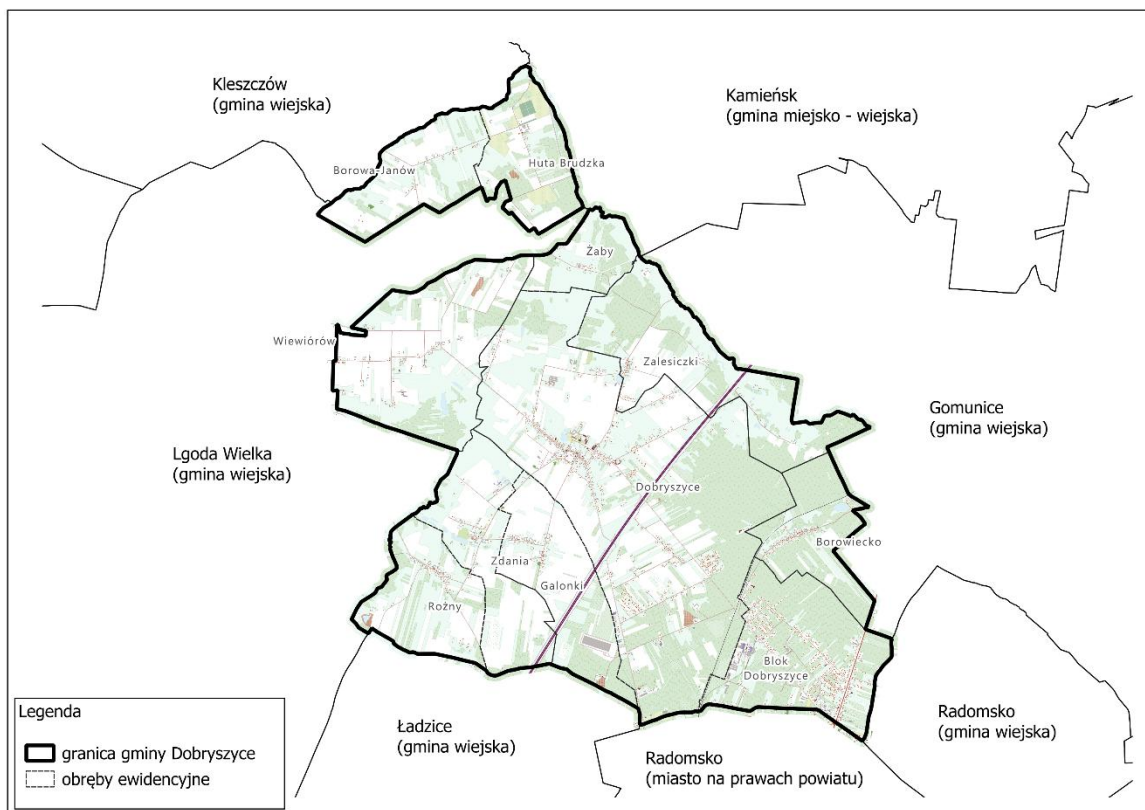 Kleszczów
(gmina wiejska)
Kamieńsk
(gmina miejsko - wiejska)
Borowa-Janów
Huta Brudzka
Żaby
Wiewiórów
Zalesiczki
Gomunice
(gmina wiejska)
Lgoda Wielka
(gmina wiejska)
Dobryszyce
Borowiecko
Zdania
Galonki
Rożny
Blok
Dobryszyce
Ładzice
(gmina wiejska)
Radomsko
(miasto na prawach powiatu)
Radomsko
(gmina wiejska)
Legenda
granica gminy Dobryszyce
obręby ewidencyjne